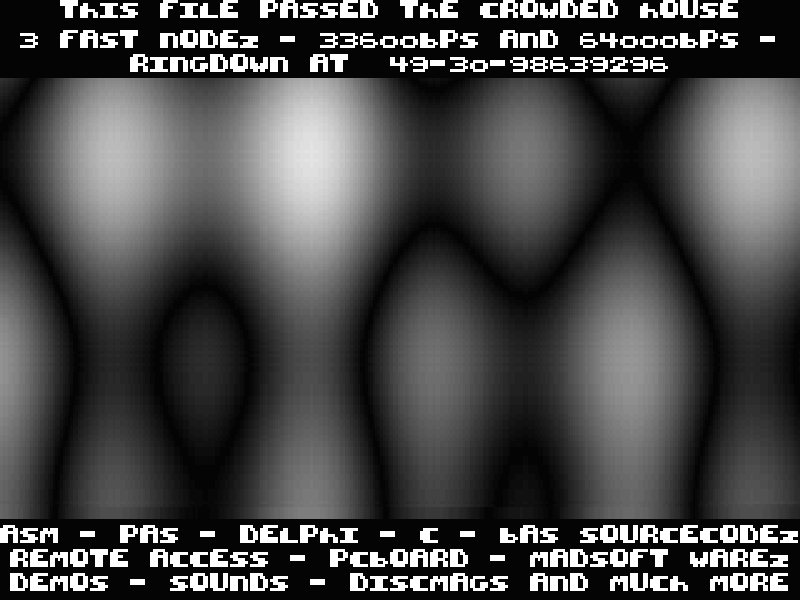 THIS FILE PASSED THE CROWDED HOUSE
3 FAST NODEz - 33600bPS AND 64000bPS -
RINGDOWN AT 49-30-98639296
ASM - PAS - DELPHI - C - bAS SOURCECODEz
REMOTE ACCESS - PCbOARD - MADSOFT WAREz
DEMOS - SOUNDS - DISCMAGS AND MUCH MORE